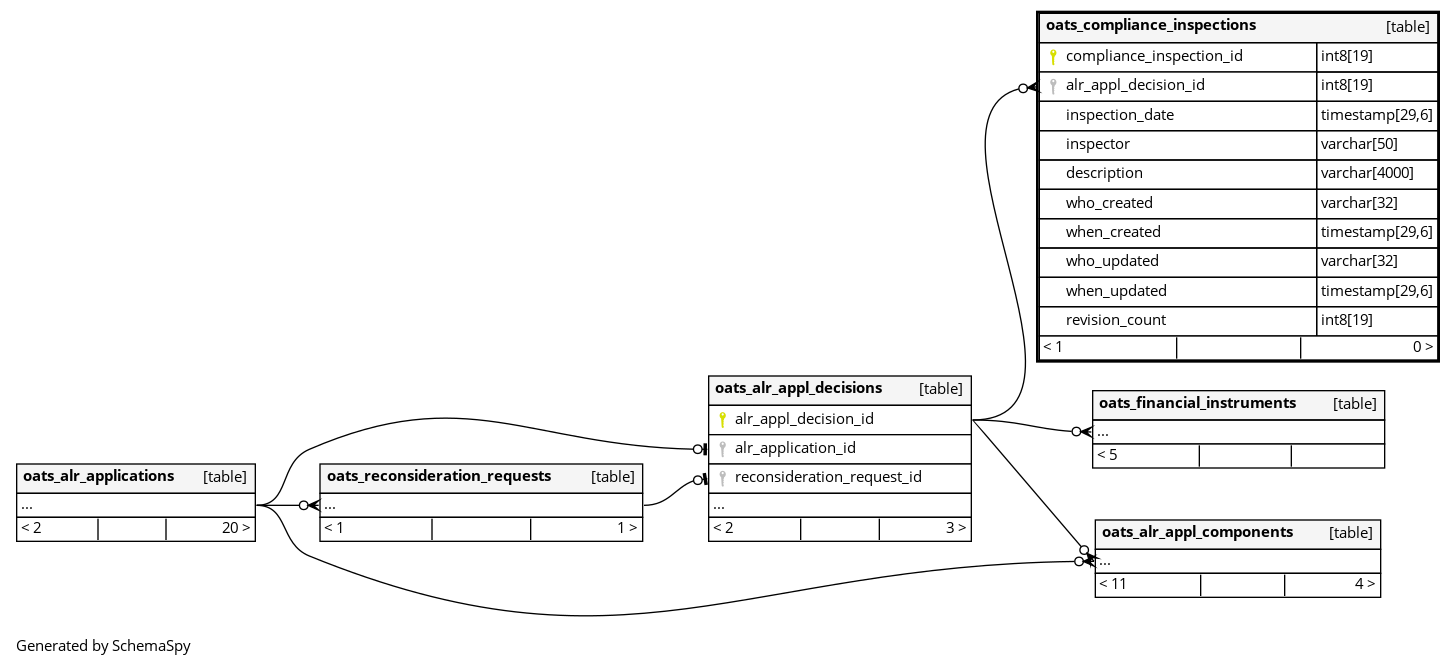 oats_compliance_inspections [table]
compliance_inspection_id int8[19]
alr_appl_decision_id int8[19]
inspection_date timestamp[29,6]
inspector varchar[50]
description varchar[4000]
who_created varchar[32]
when_created timestamp[29,6]
who_updated varchar[32]
when_updated timestamp[29,6]
revision_count int8[19]
< 1 0 >
oats_alr_appl_decisions [table]
alr_appl_decision_id
alr_application_id
reconsideration_request_id
...
< 2 3 >
oats_financial_instruments [table]
...
< 5
oats_alr_applications [table]
...
< 2 20 >
oats_reconsideration_requests [table]
...
< 1 1 >
oats_alr_appl_components [table]
...
< 11 4 >
Generated by SchemaSpy